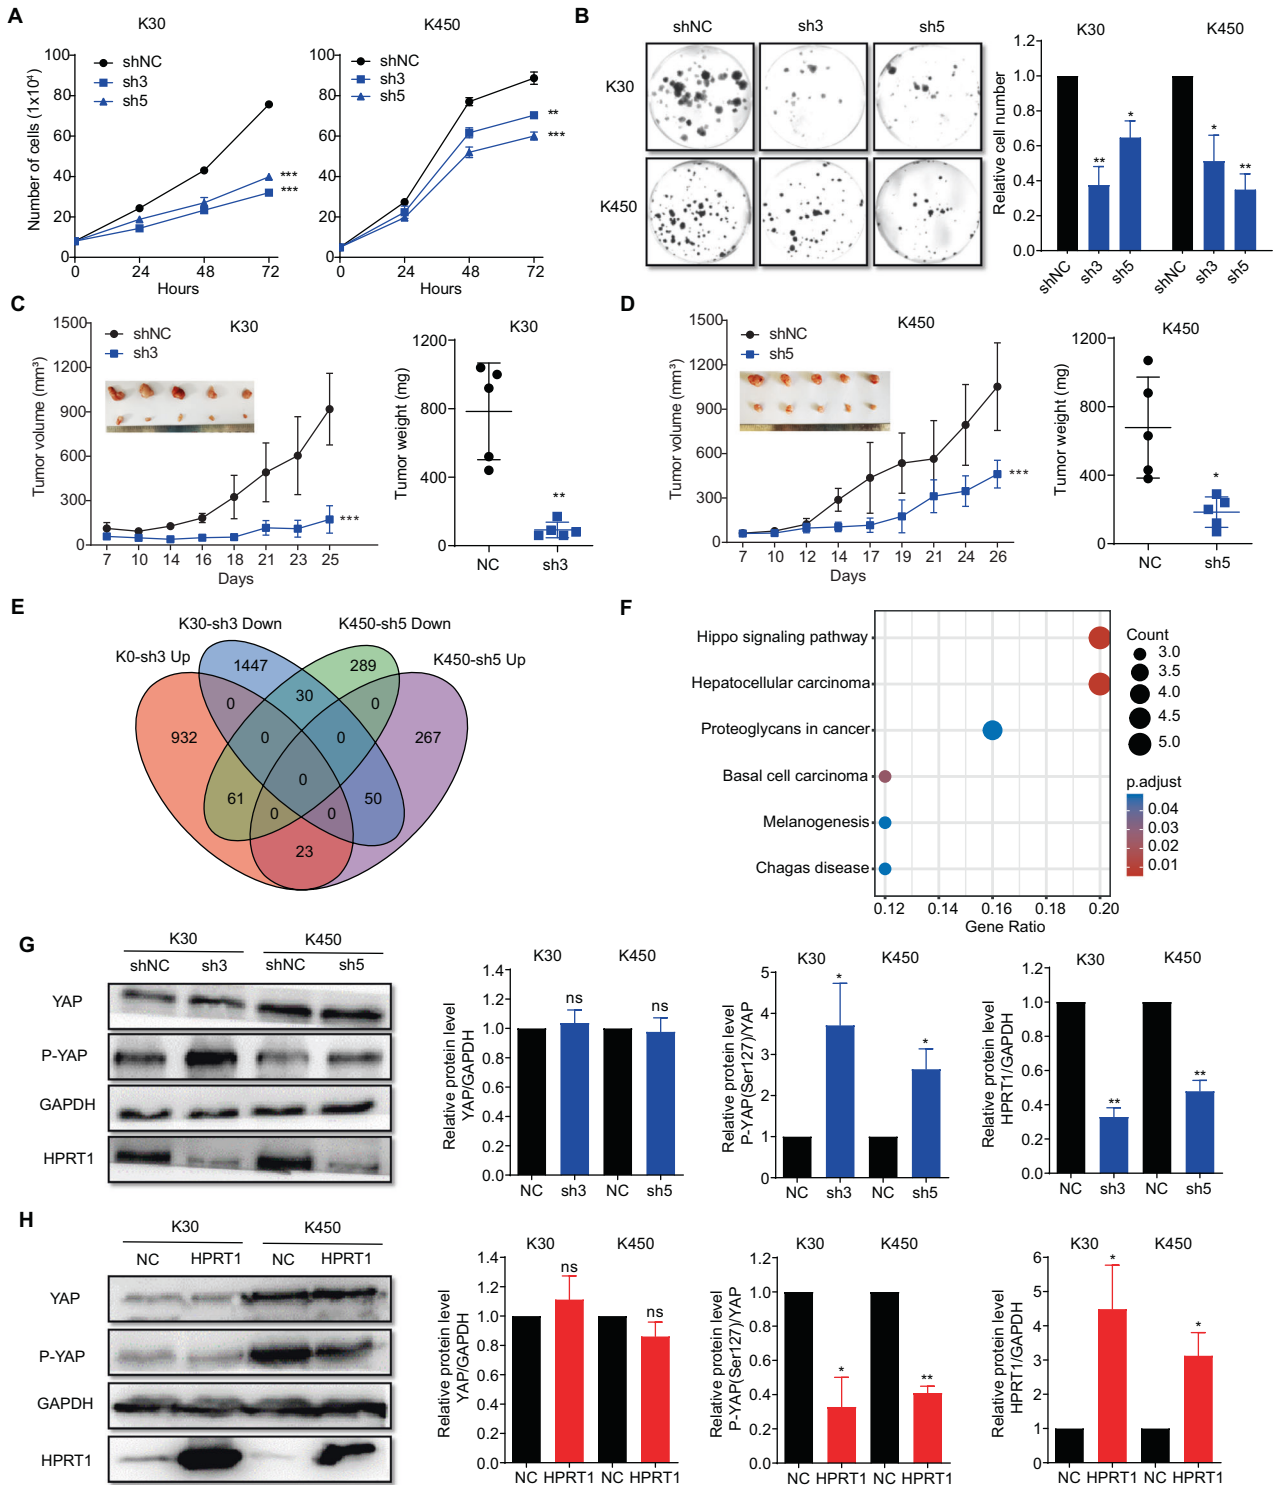 A
K30
K450
Number of cells (1x10⁴)
100
80
60
40
20
0
shNC
sh3
sh5
***
***
0 24 48 72
Hours
100
80
60
40
20
0
shNC
sh3
sh5
**
***
0 24 48 72
Hours
B
shNC sh3 sh5
K30
K450
K30 K450
Relative cell number
1.2
1.0
0.8
0.6
0.4
0.2
0.0
** * * **
shNC sh3 sh5 shNC sh3 sh5
C
K30
Tumor volume (mm³)
1500
1200
900
600
300
0
shNC
sh3
***
7 10 14 16 18 21 23 25
Days
K30
Tumor weight (mg)
1200
800
400
0
**
NC sh3
D
K450
Tumor volume (mm³)
1500
1200
900
600
300
0
shNC
sh5
***
7 10 12 14 17 19 21 24 26
Days
K450
Tumor weight (mg)
1200
800
400
0
*
NC sh5
E
K30-sh3 Down K450-sh5 Down
K0-sh3 Up K450-sh5 Up
1447 289
0 30 0
932 0 0 267
0
61 0 0 50
23
F
Hippo signaling pathway
Hepatocellular carcinoma
Proteoglycans in cancer
Basal cell carcinoma
Melanogenesis
Chagas disease
0.12 0.14 0.16 0.18 0.20
Gene Ratio
Count
3.0
3.5
4.0
4.5
5.0
p.adjust
0.04
0.03
0.02
0.01
G
K30 K450
shNC sh3 shNC sh5
YAP
P-YAP
GAPDH
HPRT1
K30 K450
Relative protein level
YAP/GAPDH
1.4
1.2
1.0
0.8
0.6
0.4
0.2
0.0
ns ns
NC sh3 NC sh5
K30 K450
Relative protein level
P-YAP(Ser127)/YAP
5
4
3
2
1
0
* *
NC sh3 NC sh5
K30 K450
Relative protein level
HPRT1/GAPDH
1.2
1.0
0.8
0.6
0.4
0.2
0.0
** **
NC sh3 NC sh5
H
K30 K450
NC HPRT1 NC HPRT1
YAP
P-YAP
GAPDH
HPRT1
K30 K450
Relative protein level
YAP/GAPDH
1.4
1.2
1.0
0.8
0.6
0.4
0.2
0.0
ns ns
NC HPRT1 NC HPRT1
K30 K450
Relative protein level
P-YAP(Ser127)/YAP
1.2
1.0
0.8
0.6
0.4
0.2
0.0
* **
NC HPRT1 NC HPRT1
K30 K450
Relative protein level
HPRT1/GAPDH
6
5
4
3
2
1
0
* *
NC HPRT1 NC HPRT1